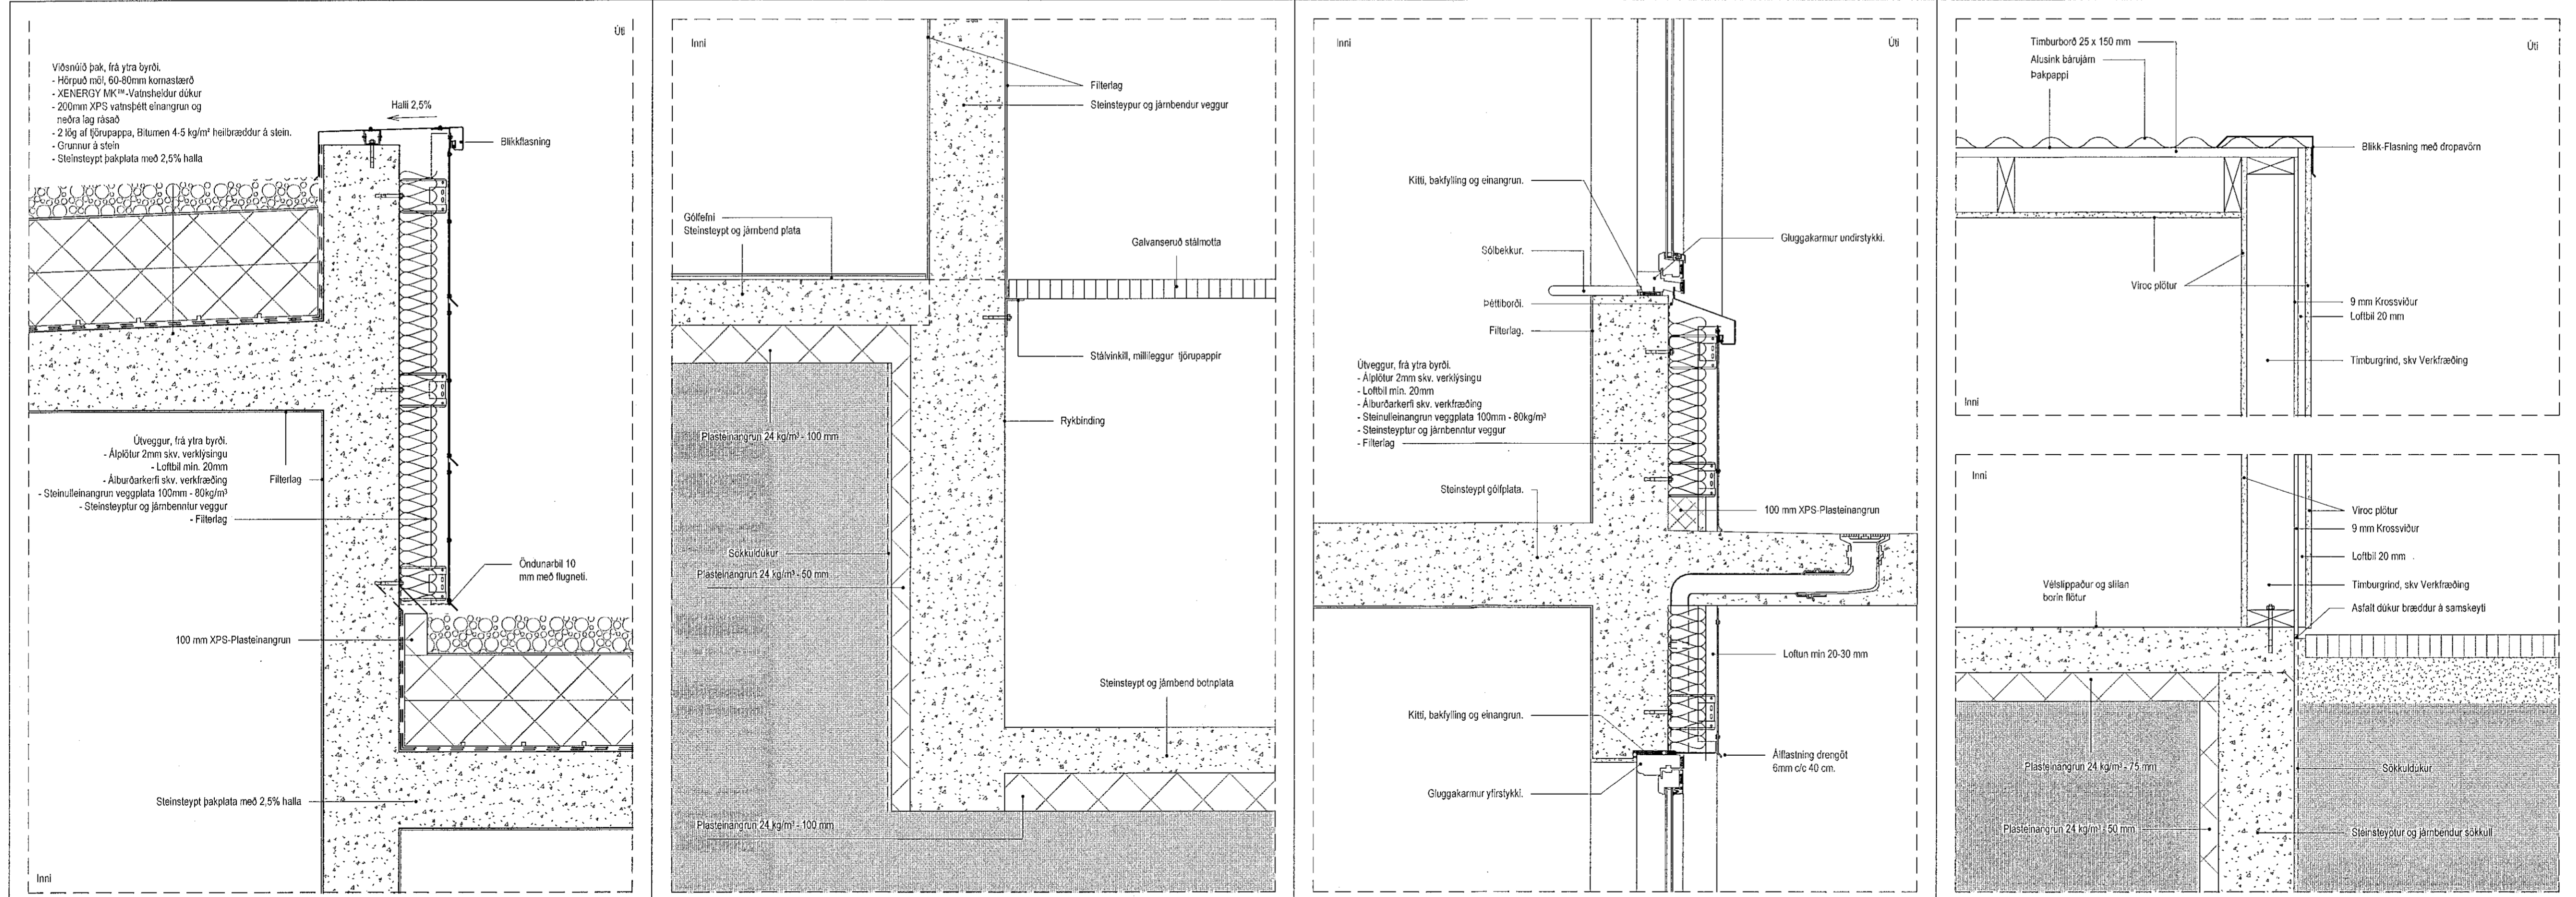 Úti
Viðsnúið þak, frá ytra byrði.
- Hörpuð möl, 60-80mm kornastærð
- XENERGY MK™-Vatnsheldur dúkur
- 200mm XPS vatnsþétt einangrun og
neðra lag rásað
- 2 lög af tjörupappa, Bitumen 4-5 kg/m² heilbræddur á stein.
- Grunnur á stein
- Steinsteypt þakplata með 2,5% halla
Halli 2,5%
Blikkflasning
Útveggur, frá ytra byrði.
- Álplötur 2mm skv. verklýsingu
- Loftbil min. 20mm
- Álburðarkerfi skv. verkfræðing
- Steinulleinangrun veggplata 100mm - 80kg/m³
- Steinsteyptur og járnbenntur veggur
- Filterlag
Filterlag
Öndunarbil 10
mm með flugneti.
100 mm XPS-Plasteinangrun
Steinsteypt þakplata með 2,5% halla
Inni
Inni
Filterlag
Steinsteypur og járnbendur veggur
Gólfefni
Steinsteypt og járnbend plata
Galvanseruð stálmotta
Stálvinkill, millileggur tjörupappír
Rykbinding
Plasteinangrun 24 kg/m³ - 100 mm
Sökkuldúkur
Plasteinangrun 24 kg/m³ - 50 mm
Steinsteypt og járnbend botnplata
Plasteinangrun 24 kg/m³ - 100 mm
Inni
Úti
Kitti, bakfylling og einangrun.
Gluggakarmur undirstykki.
Sólbekkur.
Þéttiborði.
Filterlag.
Útveggur, frá ytra byrði.
- Álplötur 2mm skv. verklýsingu
- Loftbil min. 20mm
- Álburðarkerfi skv. verkfræðing
- Steinulleinangrun veggplata 100mm - 80kg/m³
- Steinsteyptur og járnbenntur veggur
- Filterlag
Steinsteypt gólfplata.
100 mm XPS-Plasteinangrun
Loftun min 20-30 mm
Kitti, bakfylling og einangrun.
Álflastning drengöt
6mm c/c 40 cm.
Gluggakarmur yfirstykki.
Timburborð 25 x 150 mm
Alusink bárujárn
Þakpappi
Úti
Blikk-Flasning með dropavörn
Viroc plötur
9 mm Krossviður
Loftbil 20 mm
Timburgrind, skv Verkfræðing
Inni
Inni
Viroc plötur
9 mm Krossviður
Loftbil 20 mm
Vélslippaður og slílan
borin flötur
Timburgrind, skv Verkfræðing
Asfalt dúkur bræddur á samskeyti
Plasteinangrun 24 kg/m³ - 75 mm
Sökkuldúkur
Plasteinangrun 24 kg/m³ - 50 mm
Steinsteyptur og járnbendur sökkull